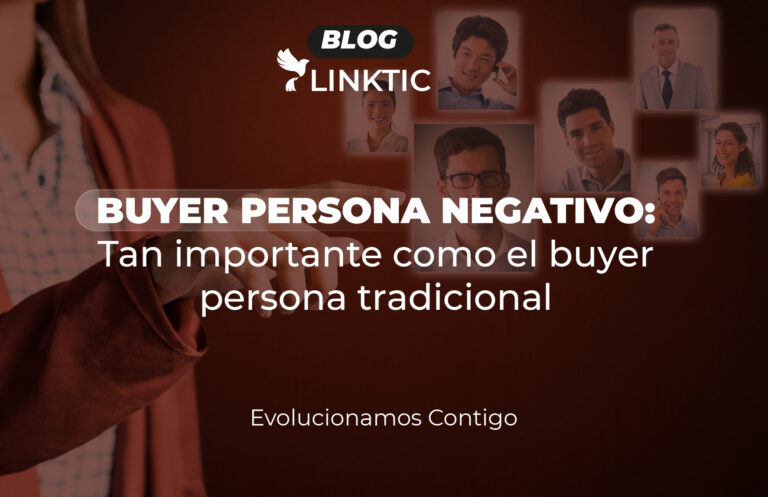 BLOG
LINKTIC
BUYER PERSONA NEGATIVO:
Tan importante como el buyer
persona tradicional
Evolucionamos Contigo